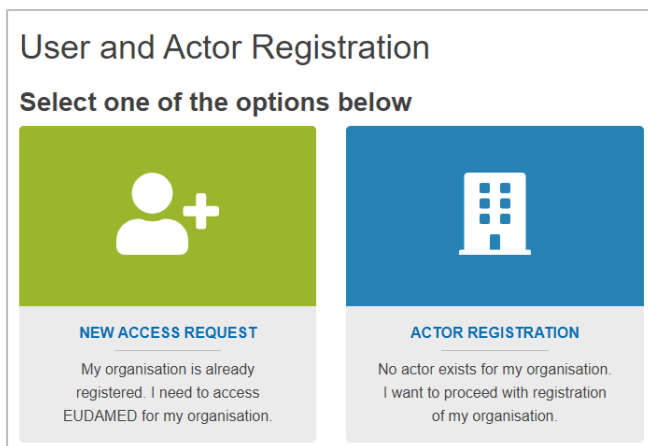 User and Actor Registration
Select one of the options below
NEW ACCESS REQUEST
My organisation is already
registered. I need to access
EUDAMED for my organisation.
ACTOR REGISTRATION
No actor exists for my organisation.
I want to proceed with registration
of my organisation.